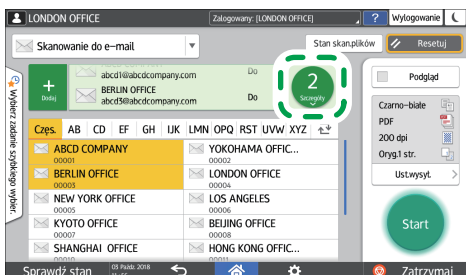 LONDON OFFICE
Zalogowany: [LONDON OFFICE]
?
Wylogowanie
Skanowanie do e-mail
Stan skan.plików
Resetuj
Wybierz zadanie szybkiego wybier.
Dodaj
abcd1@abcdcompany.com
Do
BERLIN OFFICE
abcd3@abcdcompany.com
Do
2
Szczegóły
Podgląd
Czarno-białe
PDF
200 dpi
Oryg.1 str.
Ust.wysył.
Start
Częs.
AB
CD
EF
GH
IJK
LMN
OPQ
RST
UVW
XYZ
ABCD COMPANY
00001
YOKOHAMA OFFIC...
00002
BERLIN OFFICE
00003
LONDON OFFICE
00004
NEW YORK OFFICE
00005
LOS ANGELES
00006
KYOTO OFFICE
00007
BEIJING OFFICE
00008
SHANGHAI OFFICE
HONG KONG OFFIC...
Sprawdź stan
03 Paźdz. 2018
Zatrzymaj